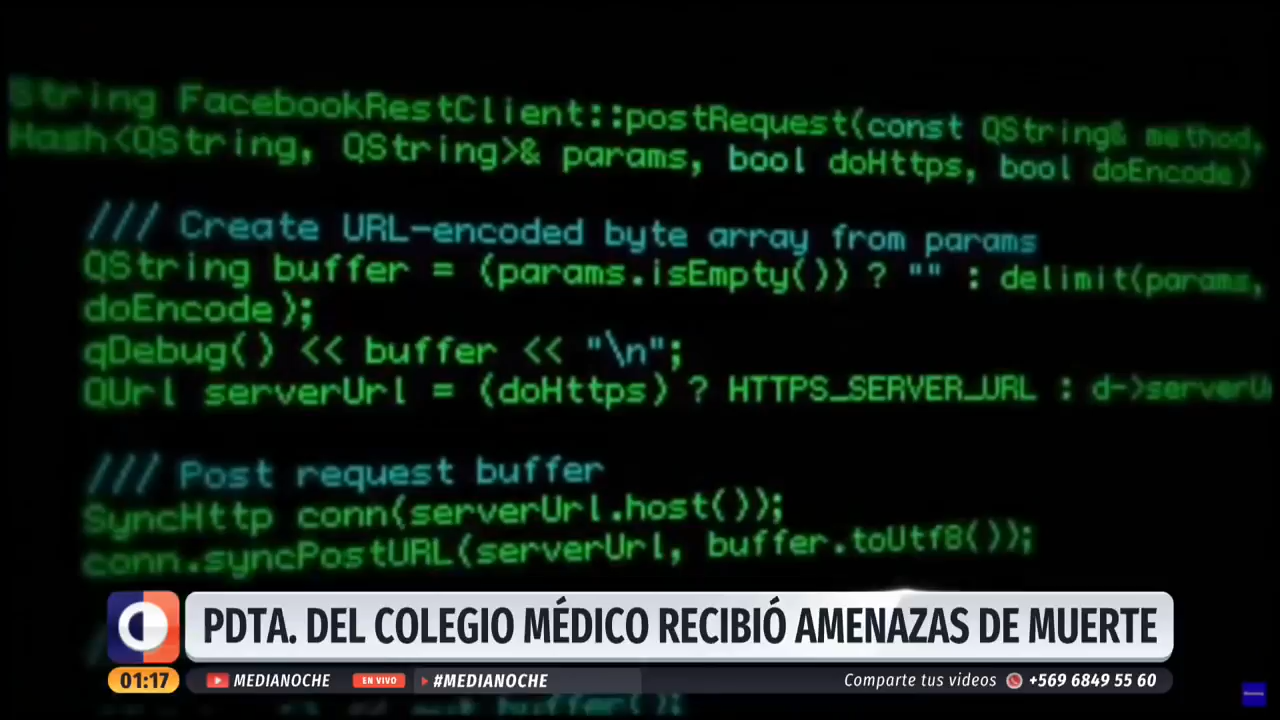 String FacebookRestClient::postRequest(const QString& method,
Hash<QString, QString>& params, bool doHttps, bool doEncode)
/// Create URL-encoded byte array from params
QString buffer = (params.isEmpty()) ? "" : delimit(params,
doEncode);
qDebug() << buffer << "\n";
QUrl serverUrl = (doHttps) ? HTTPS_SERVER_URL : d->serverU
/// Post request buffer
SyncHttp conn(serverUrl.host());
conn.syncPostURL(serverUrl, buffer.toUtf8());
PDTA. DEL COLEGIO MÉDICO RECIBIÓ AMENAZAS DE MUERTE
01:17 MEDIANOCHE EN VIVO #MEDIANOCHE Comparte tus videos +569 6849 55 60
buffer();